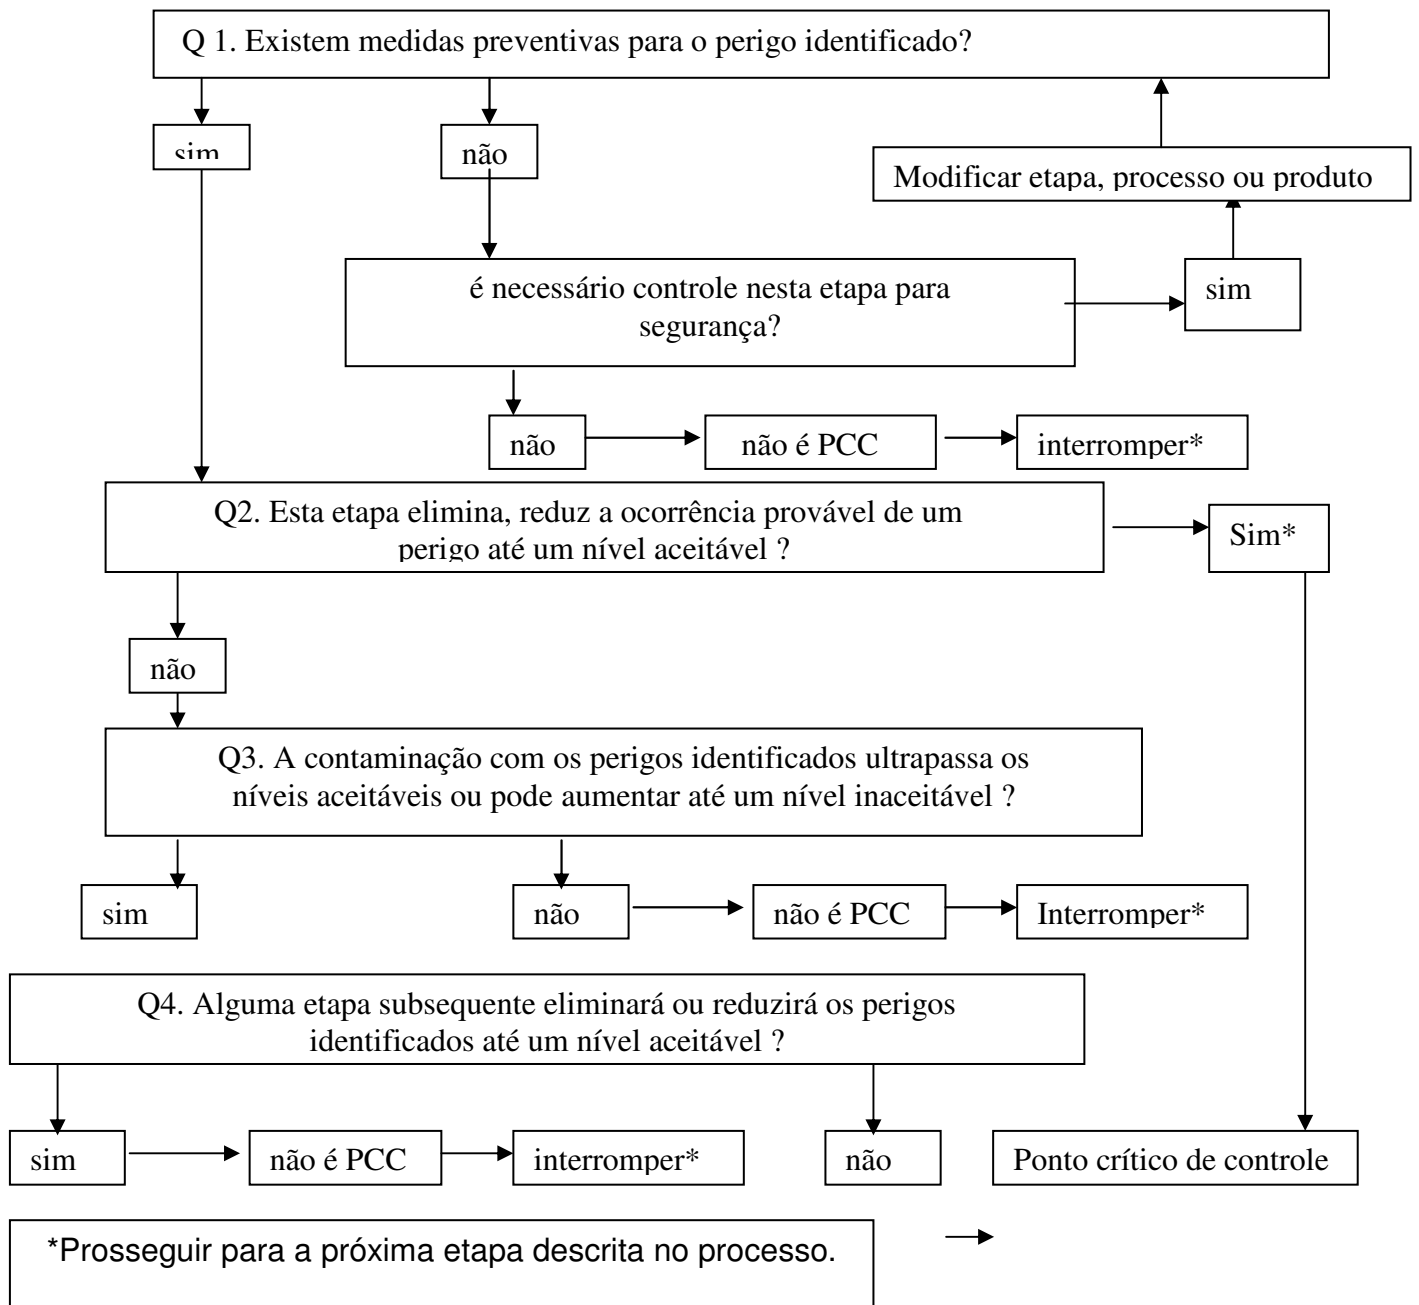 Q 1. Existem medidas preventivas para o perigo identificado?
sim
não
Modificar etapa, processo ou produto
é necessário controle nesta etapa para
segurança?
sim
não
não é PCC
interromper*
Q2. Esta etapa elimina, reduz a ocorrência provável de um
perigo até um nível aceitável ?
Sim*
não
Q3. A contaminação com os perigos identificados ultrapassa os
níveis aceitáveis ou pode aumentar até um nível inaceitável ?
sim
não
não é PCC
Interromper*
Q4. Alguma etapa subsequente eliminará ou reduzirá os perigos
identificados até um nível aceitável ?
sim
não é PCC
interromper*
não
Ponto crítico de controle
*Prosseguir para a próxima etapa descrita no processo.